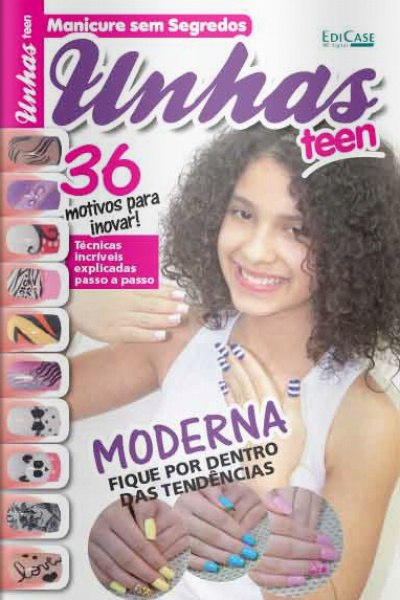 Manicure sem Segredos
EDICASE
Unhas teen
Unhas
teen
36
motivos para
inovar!
Técnicas
incríveis
explicadas
passo a passo
MODERNA
FIQUE POR DENTRO
DAS TENDÊNCIAS
Love